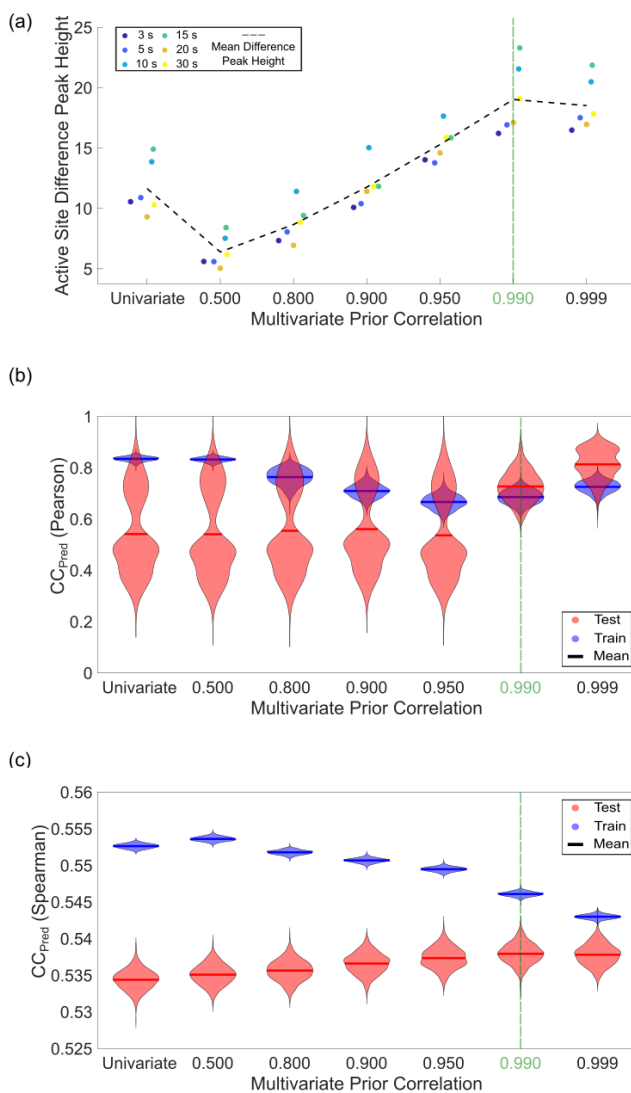 (a)
3 s 15 s
5 s 20 s Mean Difference
10 s 30 s Peak Height
Active Site Difference Peak Height
25
20
15
10
5
Univariate 0.500 0.800 0.900 0.950 0.990 0.999
Multivariate Prior Correlation
(b)
CCPred (Pearson)
1
0.8
0.6
0.4
0.2
0
Test
Train
Mean
Univariate 0.500 0.800 0.900 0.950 0.990 0.999
Multivariate Prior Correlation
(c)
CCPred (Spearman)
0.56
0.555
0.55
0.545
0.54
0.535
0.53
0.525
Test
Train
Mean
Univariate 0.500 0.800 0.900 0.950 0.990 0.999
Multivariate Prior Correlation